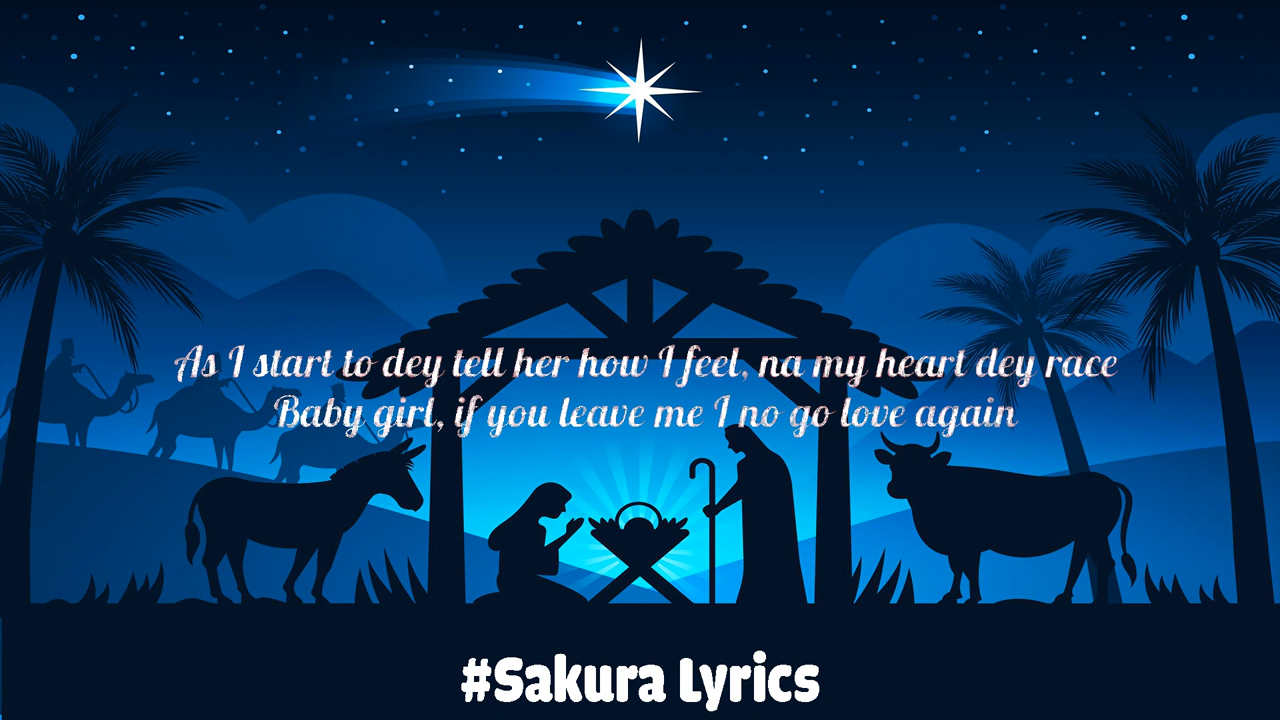 As I start to dey tell her how I feel, na my heart dey race
Baby girl, if you leave me I no go love again
#Sakura Lyrics